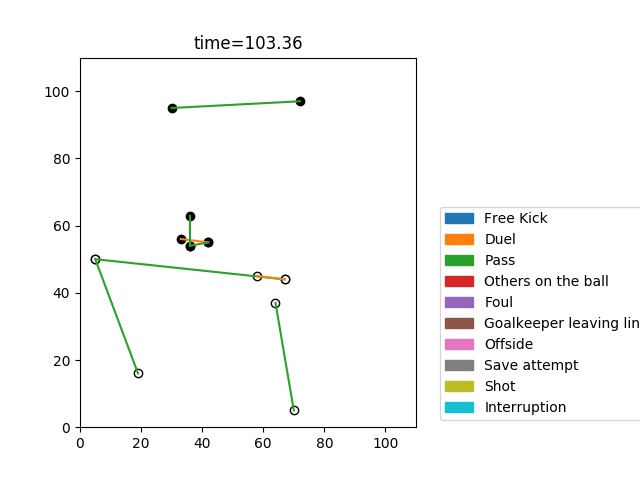 time=103.36
100
80
60
40
20
0
0 20 40 60 80 100
Free Kick
Duel
Pass
Others on the ball
Foul
Goalkeeper leaving lin
Offside
Save attempt
Shot
Interruption